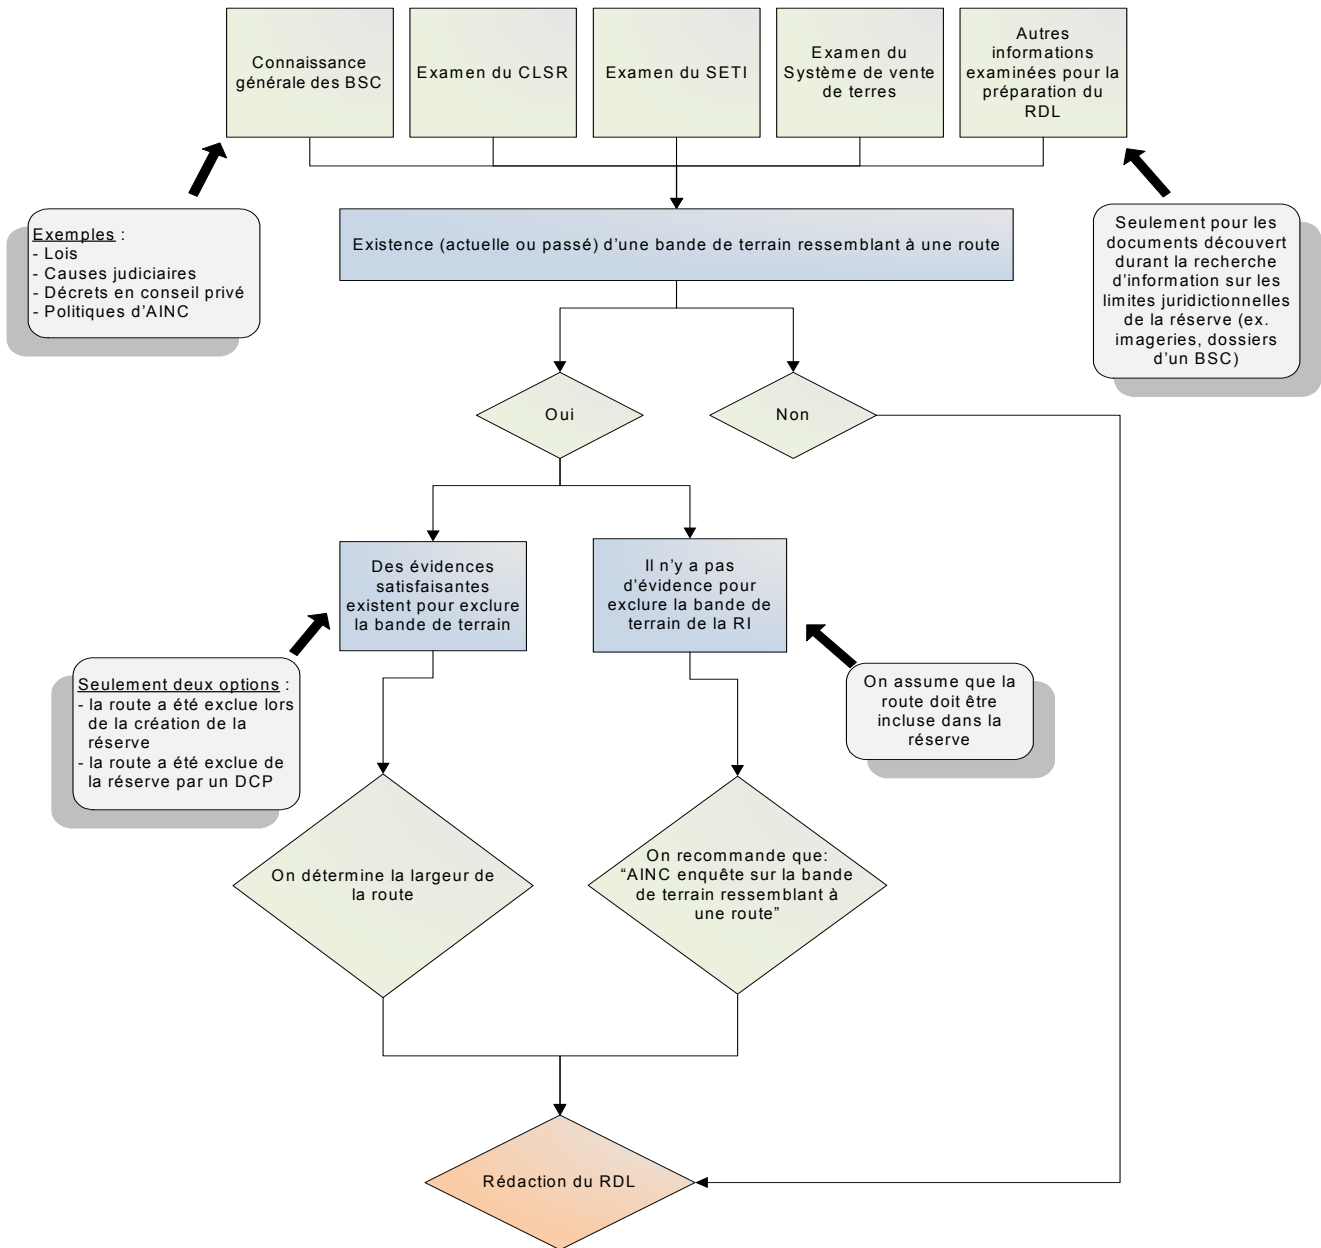 Connaissance
générale des BSC
Examen du CLSR
Examen du SETI
Examen du
Système de vente
de terres
Autres
informations
examinées pour la
préparation du
RDL
Exemples :
- Lois
- Causes judiciaires
- Décrets en conseil privé
- Politiques d’AINC
Existence (actuelle ou passé) d’une bande de terrain ressemblant à une route
Seulement pour les
documents découvert
durant la recherche
d’information sur les
limites juridictionnelles
de la réserve (ex.
imageries, dossiers
d’un BSC)
Oui
Non
Des évidences
satisfaisantes
existent pour exclure
la bande de terrain
Il n’y a pas
d’évidence pour
exclure la bande de
terrain de la RI
Seulement deux options :
- la route a été exclue lors
de la création de la
réserve
- la route a été exclue de
la réserve par un DCP
On assume que la
route doit être
incluse dans la
réserve
On détermine la largeur de
la route
On recommande que:
“AINC enquête sur la bande
de terrain ressemblant à
une route”
Rédaction du RDL